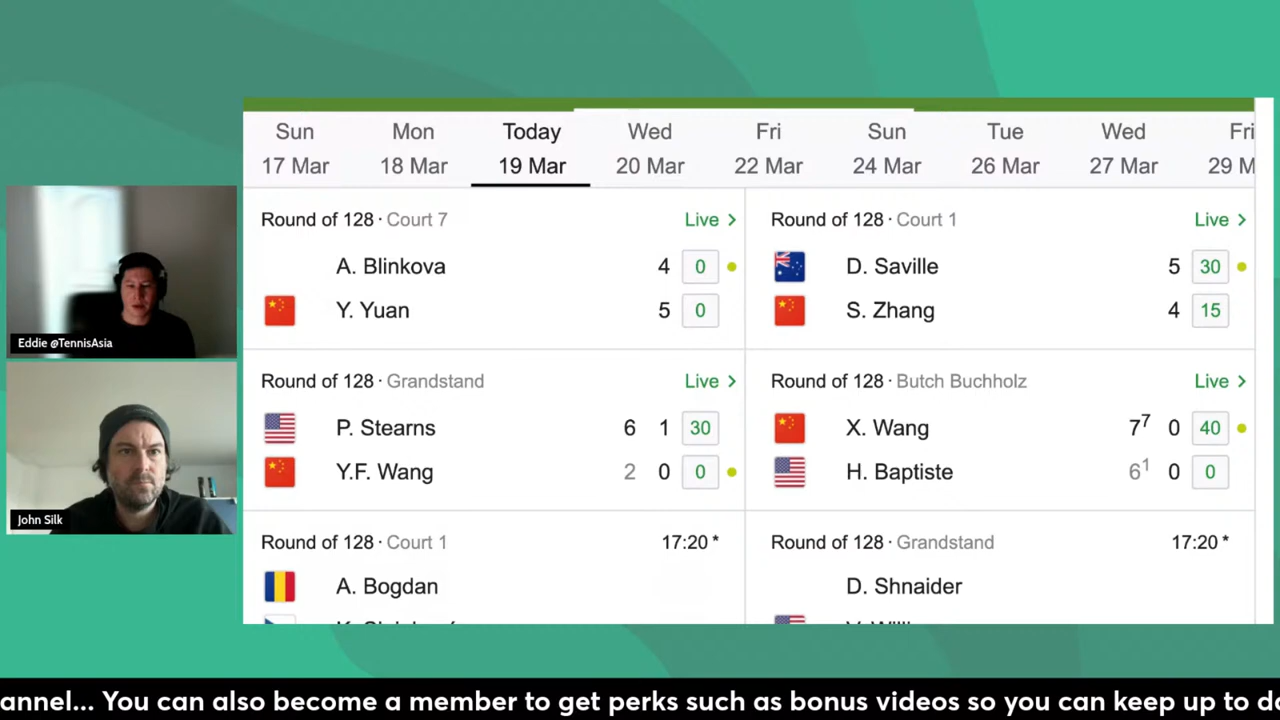 Sun Mon Today Wed Fri Sun Tue Wed Fri
17 Mar 18 Mar 19 Mar 20 Mar 22 Mar 24 Mar 26 Mar 27 Mar 29 M
Round of 128 · Court 7 Live >
A. Blinkova 4 0
Y. Yuan 5 0
Round of 128 · Court 1 Live >
D. Saville 5 30
S. Zhang 4 15
Round of 128 · Grandstand Live >
P. Stearns 6 1 30
Y.F. Wang 2 0 0
Round of 128 · Butch Buchholz Live >
X. Wang 7⁷ 0 40
H. Baptiste 6¹ 0 0
Round of 128 · Court 1 17:20 *
A. Bogdan
Round of 128 · Grandstand 17:20 *
D. Shnaider
Eddie @TennisAsia
John Silk
annel... You can also become a member to get perks such as bonus videos so you can keep up to da